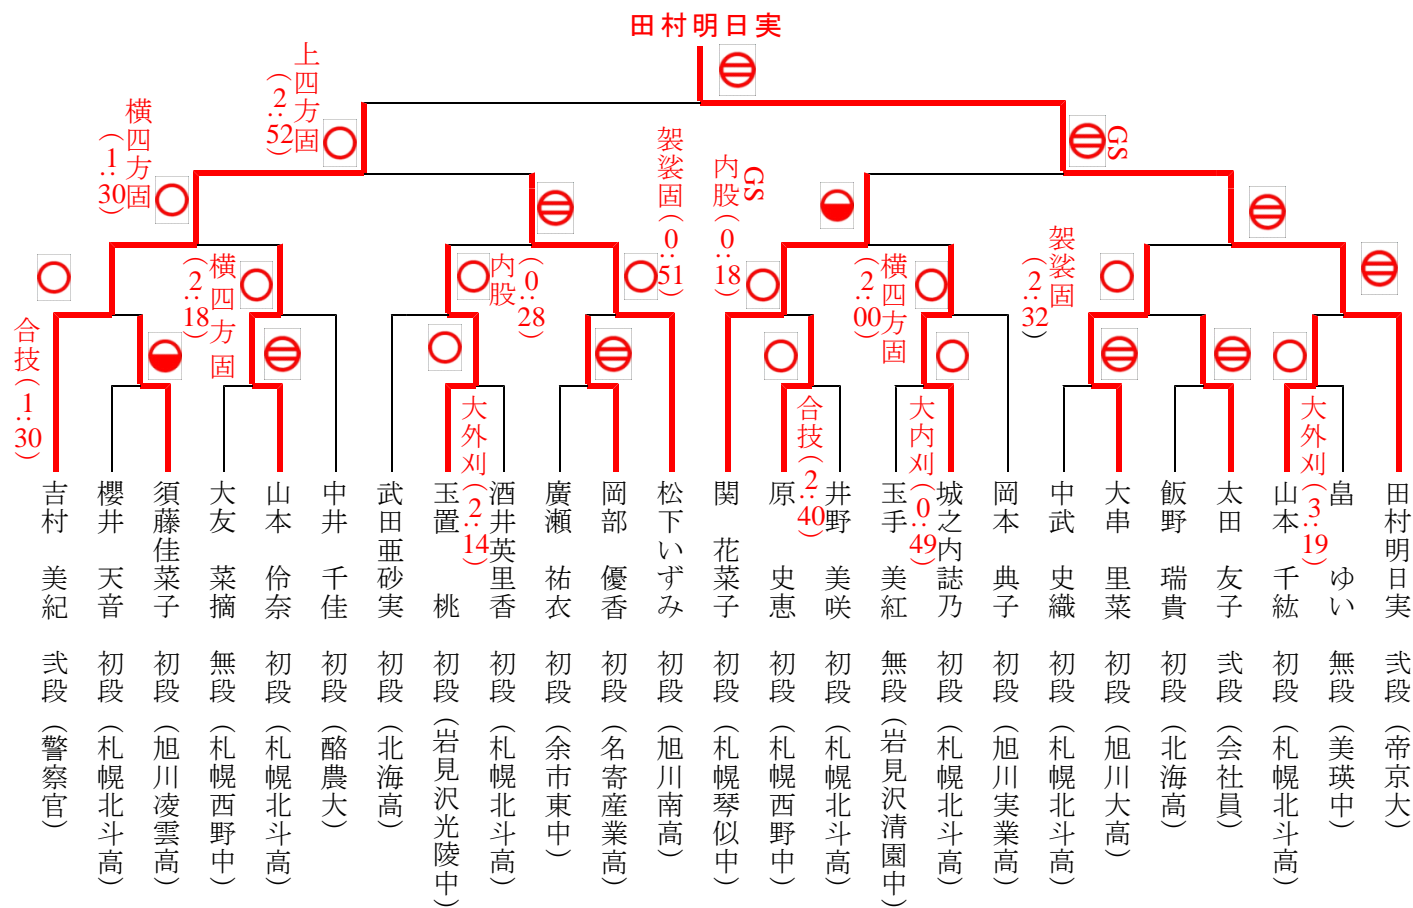 田村明日実
上四方固
(2:52)
横四方固
(1:30)
GS
袈裟固(0:51)
GS
内股(0:18)
合技(1:30)
横四方固
(2:18)
内股
(0:28)
横四方固
(2:00)
袈裟固
(2:32)
大外刈(2:14)
合技(2:40)
大内刈(0:49)
大外刈(3:19)
吉村 美紀 弐段(警察官)
櫻井 天音 初段(札幌北斗高)
須藤佳菜子 初段(旭川凌雲高)
大友 菜摘 無段(札幌西野中)
山本 伶奈 初段(札幌北斗高)
中井 千佳 初段(酪農大)
武田亜砂実 初段(北海高)
玉置 桃 初段(岩見沢光陵中)
酒井英里香 初段(札幌北斗高)
廣瀬 祐衣 初段(余市東中)
岡部 優香 初段(名寄産業高)
松下いずみ 初段(旭川南高)
関 花菜子 初段(札幌琴似中)
原 史恵 初段(札幌西野中)
井野 美咲 初段(札幌北斗高)
玉手 美紅 無段(岩見沢清園中)
城之内誌乃 初段(札幌北斗高)
岡本 典子 初段(旭川実業高)
中武 史織 初段(札幌北斗高)
大串 里菜 初段(旭川大高)
飯野 瑞貴 初段(北海高)
太田 友子 弐段(会社員)
山本 千紘 初段(札幌北斗高)
畠 ゆい 無段(美瑛中)
田村明日実 弐段(帝京大)